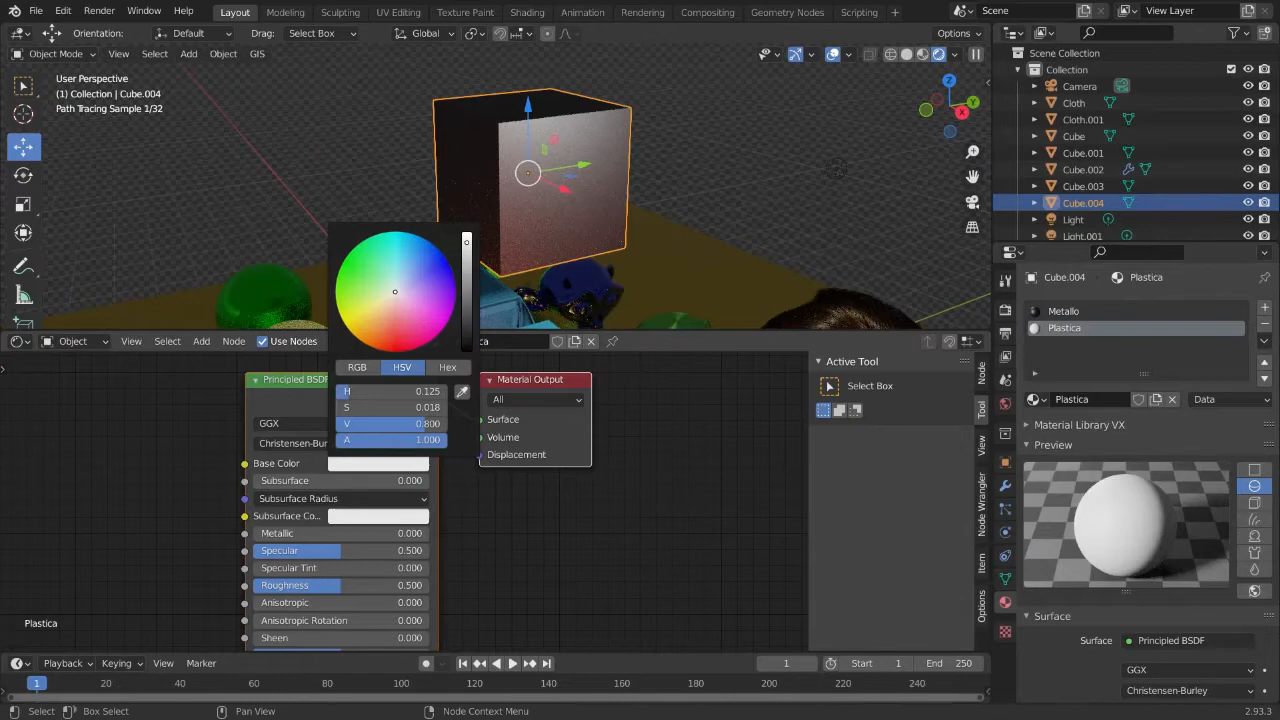 File Edit Render Window Help Layout Modeling Sculpting UV Editing Texture Paint Shading Animation Rendering Compositing Geometry Nodes Scripting + Scene View Layer
Orientation: Default Drag: Select Box Global Options
Object Mode View Select Add Object GIS
User Perspective
(1) Collection | Cube.004
Path Tracing Sample 1/32
Z
Y
X
Scene Collection
Collection
Camera
Cloth
Cloth.001
Cube
Cube.001
Cube.002
Cube.003
Cube.004
Light
Light.001
Object View Select Add Node Use Nodes ca
RGB HSV Hex
H 0.125
S 0.018
V 0.800
A 1.000
Principled BSDF
GGX
Christensen-Bur
Base Color
Subsurface 0.000
Subsurface Radius
Subsurface Co...
Metallic 0.000
Specular 0.500
Specular Tint 0.000
Roughness 0.500
Anisotropic 0.000
Anisotropic Rotation 0.000
Sheen 0.000
Material Output
All
Surface
Volume
Displacement
Plastica
Active Tool
Select Box
Node
Tool
View
Node Wrangler
Item
Options
Cube.004 Plastica
Metallo
Plastica
Plastica Data
Material Library VX
Preview
Surface
Surface Principled BSDF
GGX
Christensen-Burley
Playback Keying View Marker 1 Start 1 End 250
1 20 40 60 80 100 120 140 160 180 200 220 240
Select Box Select Pan View Node Context Menu 2.93.3